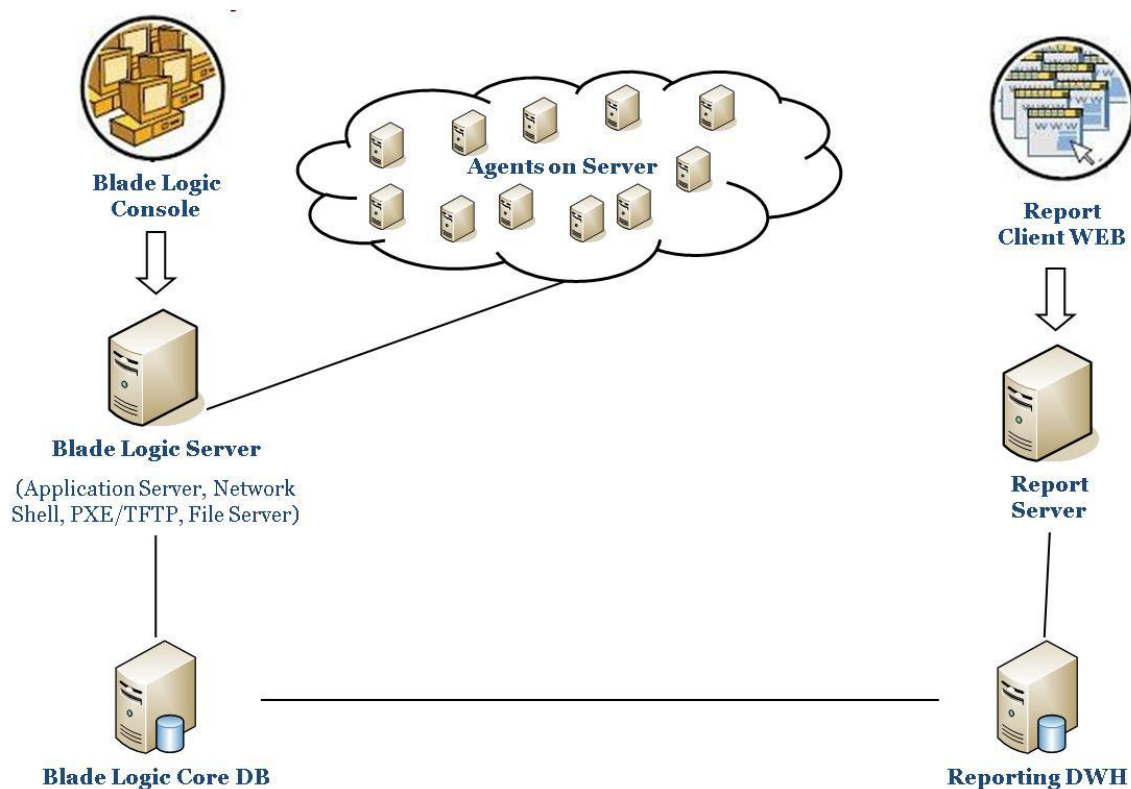 Blade Logic
Console
Agents on Server
Report
Client WEB
Blade Logic Server
(Application Server, Network
Shell, PXE/TFTP, File Server)
Report
Server
Blade Logic Core DB
Reporting DWH